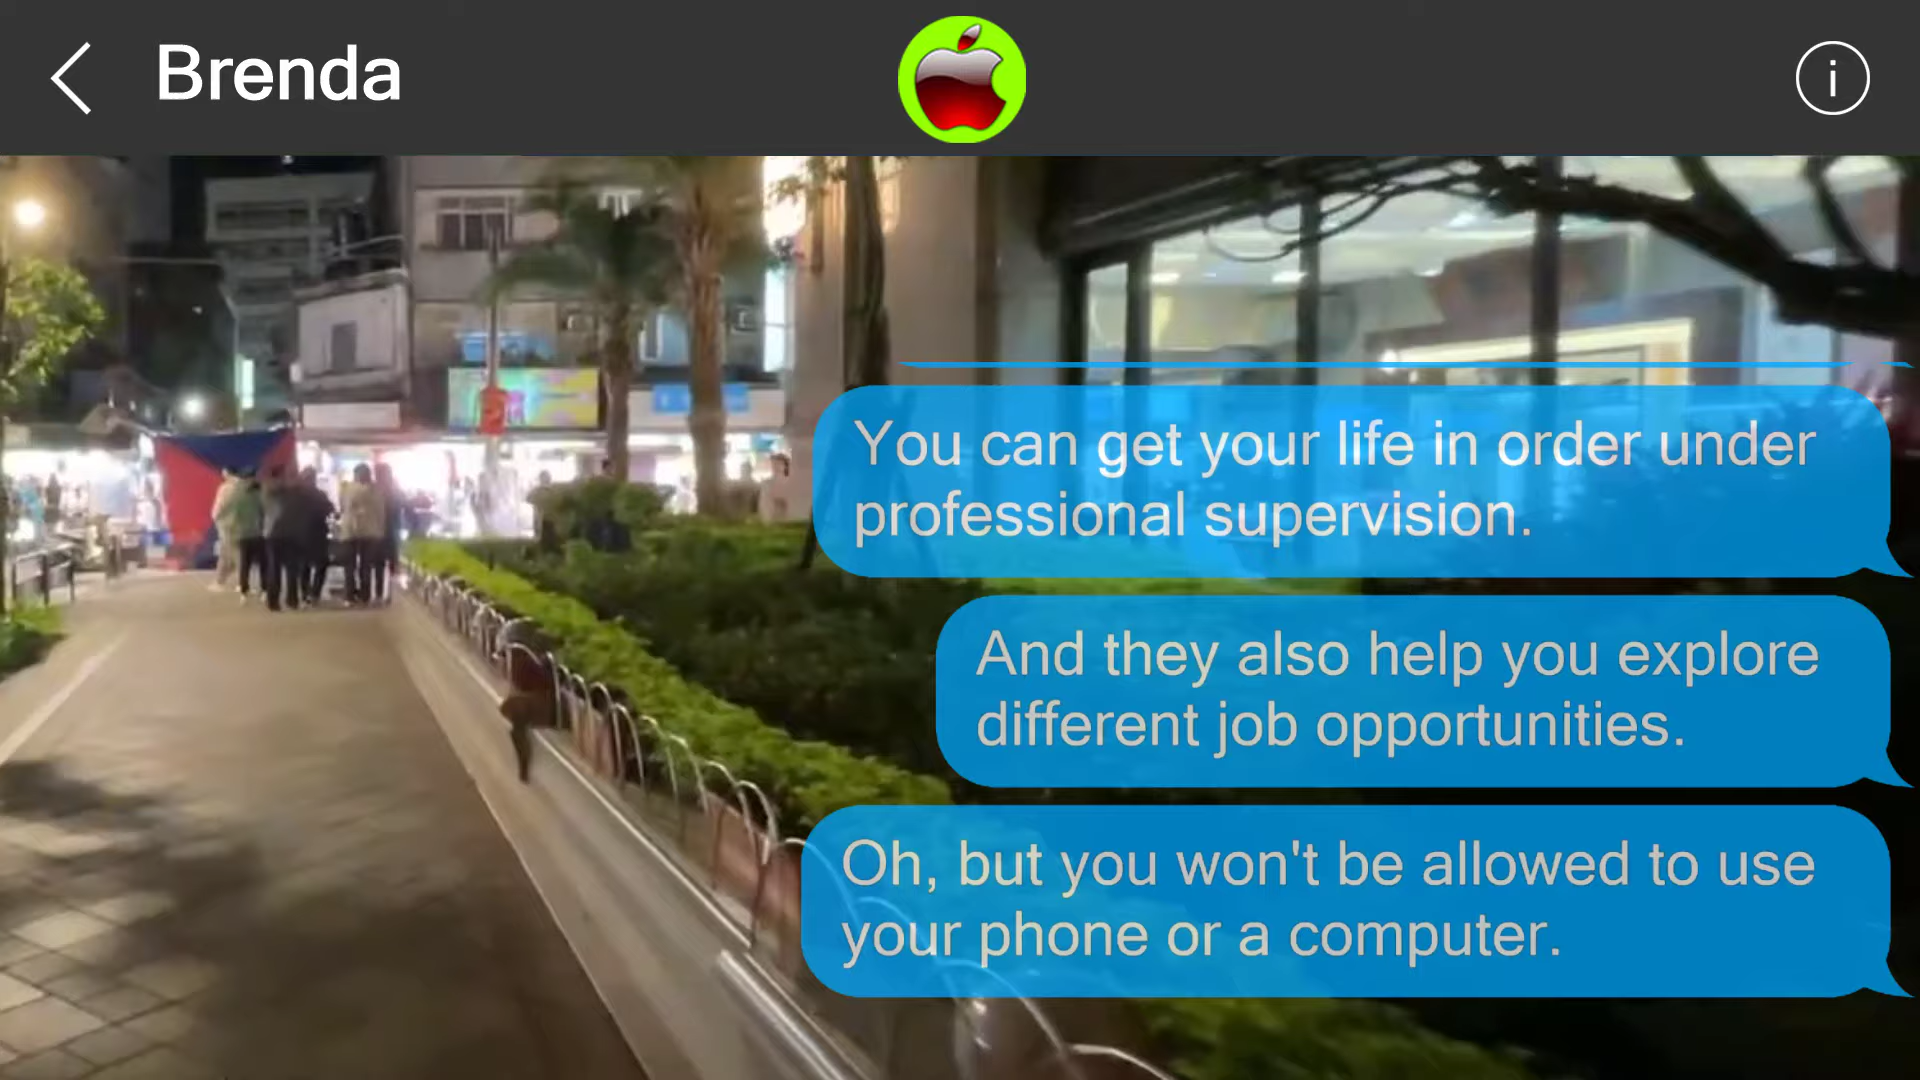 Brenda
You can get your life in order under
professional supervision.
And they also help you explore
different job opportunities.
Oh, but you won't be allowed to use
your phone or a computer.